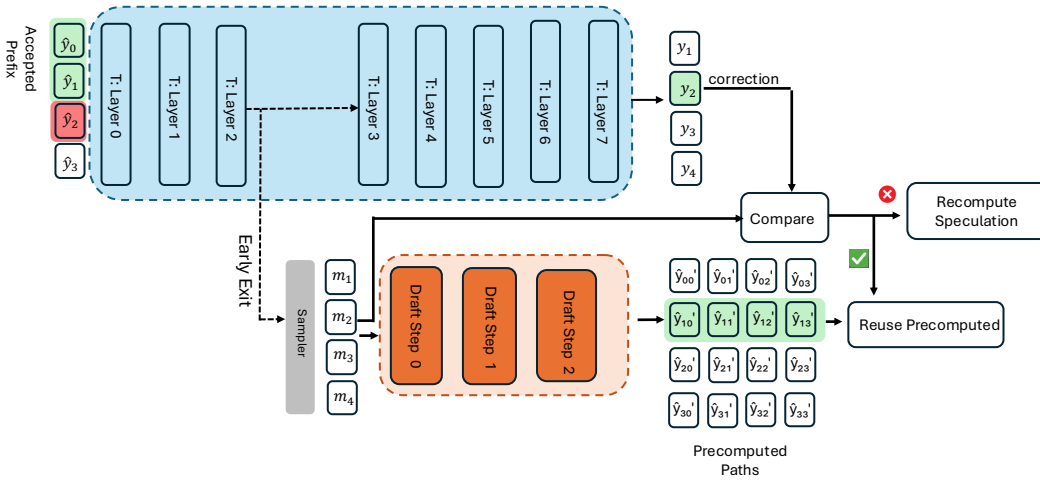 Accepted
Prefix
ŷ₀
ŷ₁
ŷ₂
ŷ₃
T: Layer 0
T: Layer 1
T: Layer 2
T: Layer 3
T: Layer 4
T: Layer 5
T: Layer 6
T: Layer 7
y₁
y₂
y₃
y₄
correction
Compare
Recompute
Speculation
Early Exit
Sampler
m₁
m₂
m₃
m₄
Draft Step 0
Draft Step 1
Draft Step 2
ŷ₀₀' ŷ₀₁' ŷ₀₂' ŷ₀₃'
ŷ₁₀' ŷ₁₁' ŷ₁₂' ŷ₁₃'
ŷ₂₀' ŷ₂₁' ŷ₂₂' ŷ₂₃'
ŷ₃₀' ŷ₃₁' ŷ₃₂' ŷ₃₃'
Reuse Precomputed
Precomputed
Paths